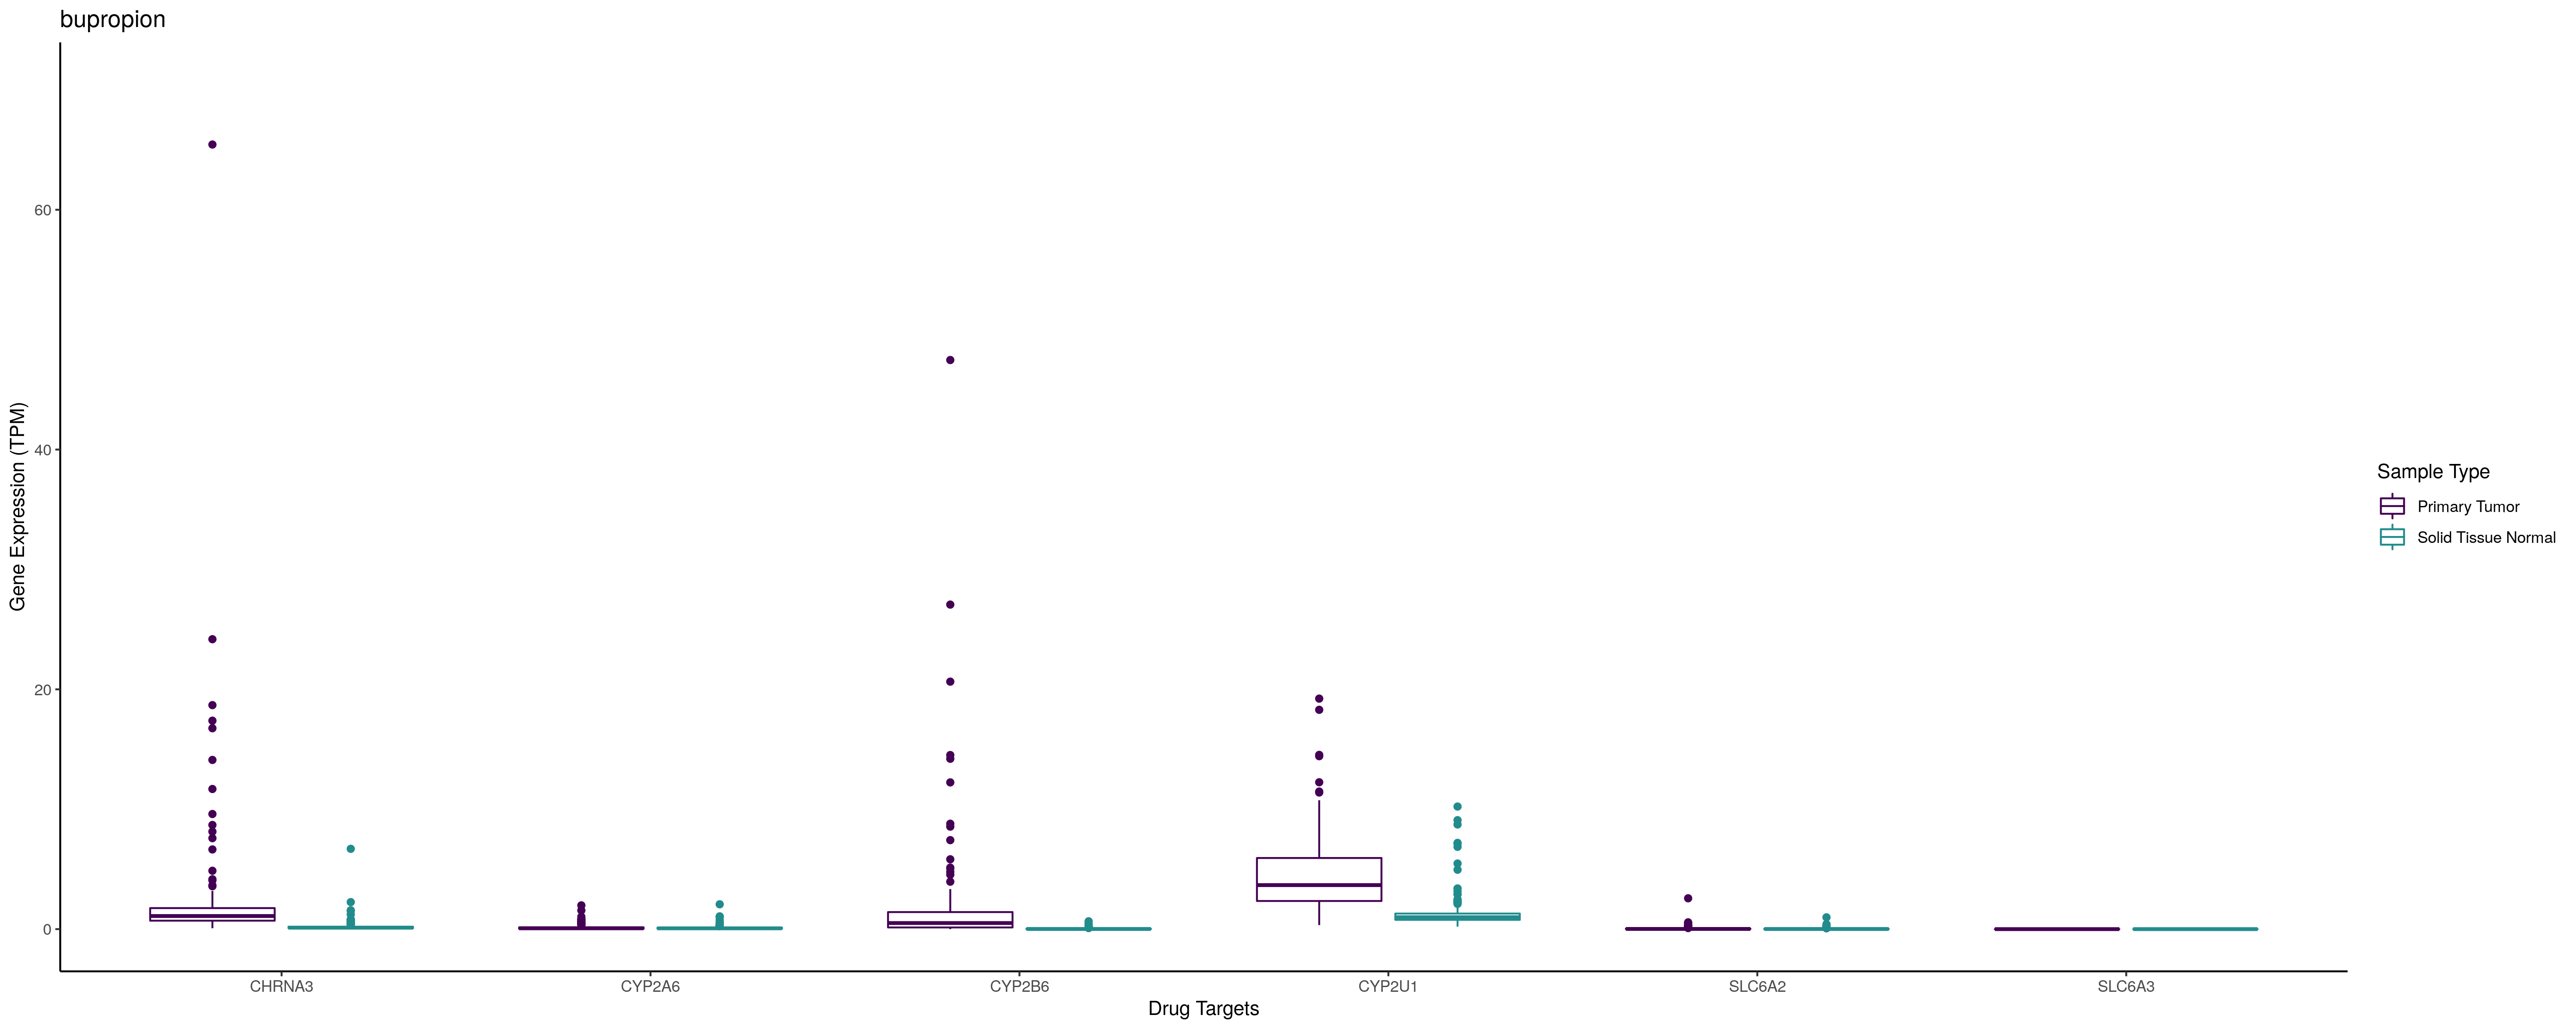 bupropion
Gene Expression (TPM)
60
40
20
0
CHRNA3
CYP2A6
CYP2B6
CYP2U1
SLC6A2
SLC6A3
Drug Targets
Sample Type
Primary Tumor
Solid Tissue Normal